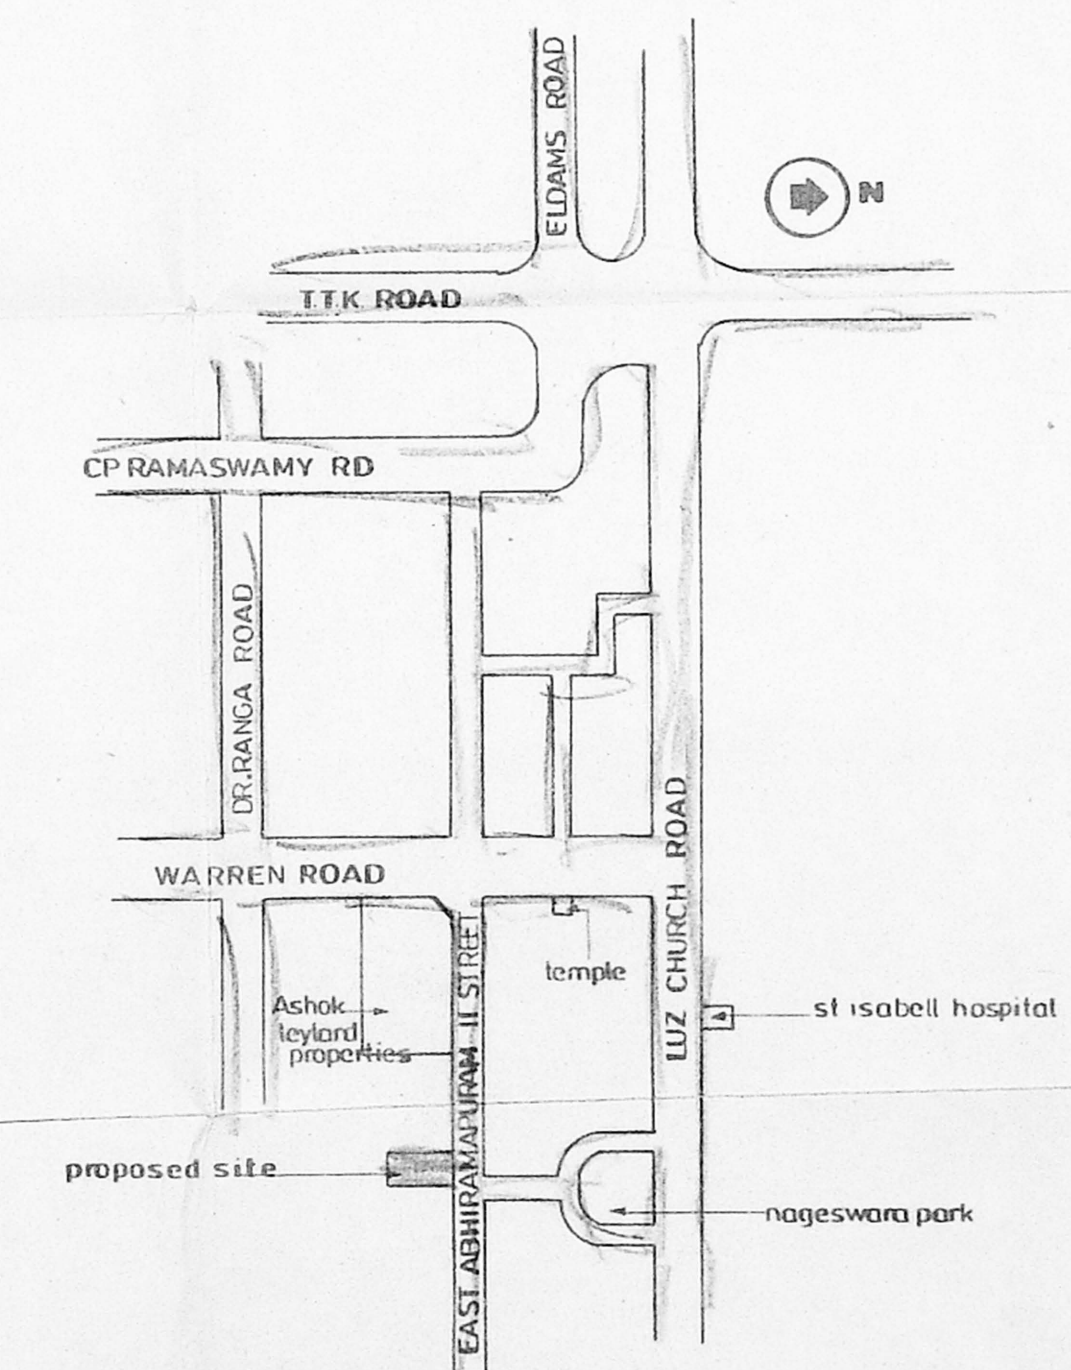 ELDAMS ROAD
N
T.T.K ROAD
CP RAMASWAMY RD
DR.RANGA ROAD
WARREN ROAD
LUZ CHURCH ROAD
EAST ABHIRAMAPURAM II STREET
temple
Ashok
leylard
properties
st isabell hospital
proposed site
nageswara park